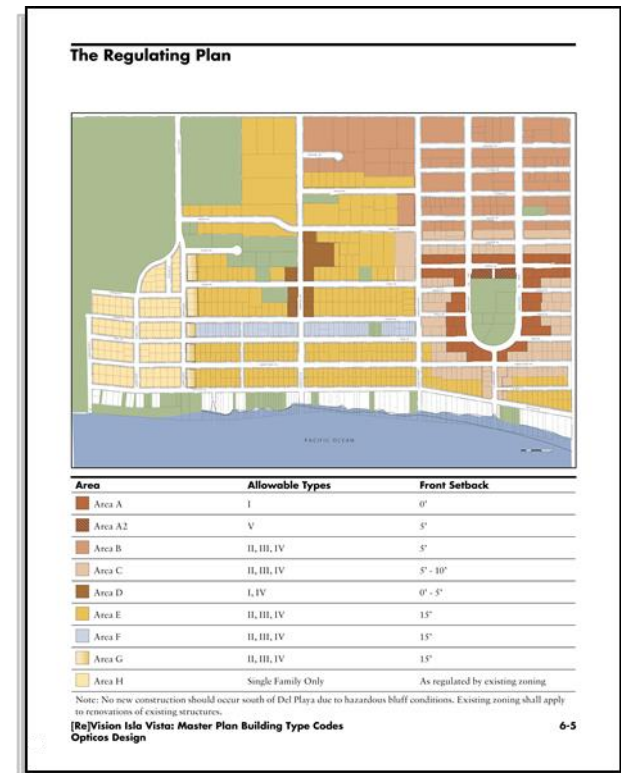 The Regulating Plan
PACIFIC OCEAN
Area Allowable Types Front Setback
Area A I 0'
Area A2 V 5'
Area B II, III, IV 5'
Area C II, III, IV 5' - 10'
Area D I, IV 0' - 5'
Area E II, III, IV 15'
Area F II, III, IV 15'
Area G II, III, IV 15'
Area H Single Family Only As regulated by existing zoning
Note: No new construction should occur south of Del Playa due to hazardous bluff conditions. Existing zoning shall apply
to renovations of existing structures.
[Re]Vision Isla Vista: Master Plan Building Type Codes 6-5
Opticos Design